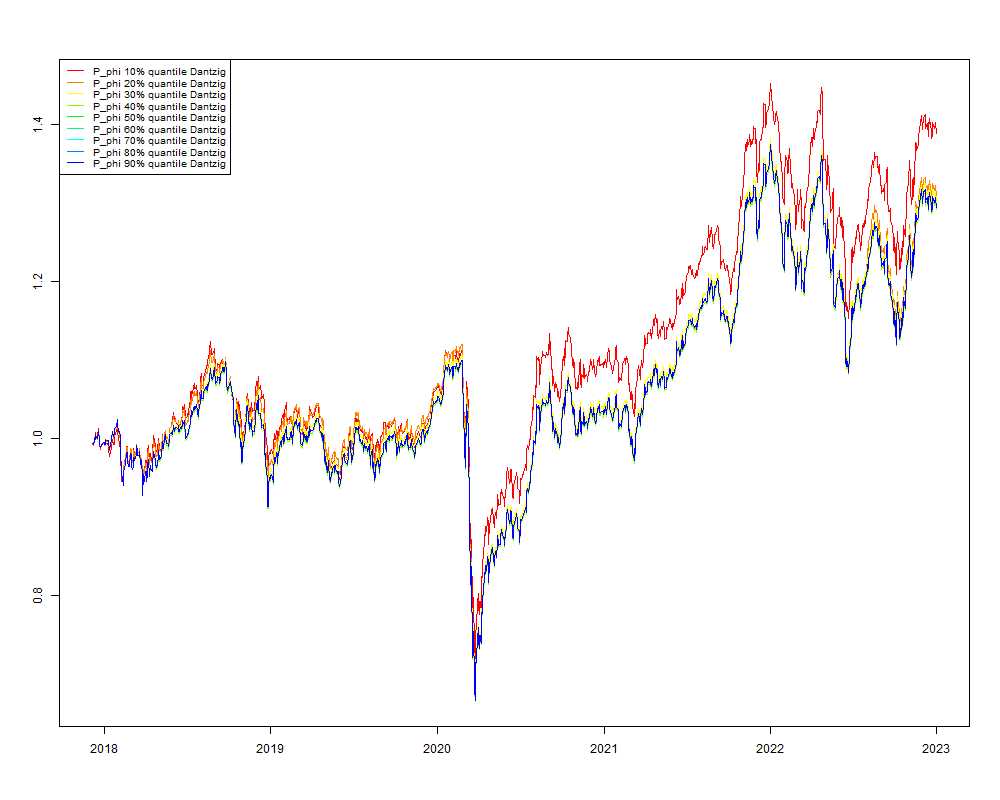 P_phi 10% quantile Dantzig
P_phi 20% quantile Dantzig
P_phi 30% quantile Dantzig
P_phi 40% quantile Dantzig
P_phi 50% quantile Dantzig
P_phi 60% quantile Dantzig
P_phi 70% quantile Dantzig
P_phi 80% quantile Dantzig
P_phi 90% quantile Dantzig
1.4
1.2
1.0
0.8
2018 2019 2020 2021 2022 2023